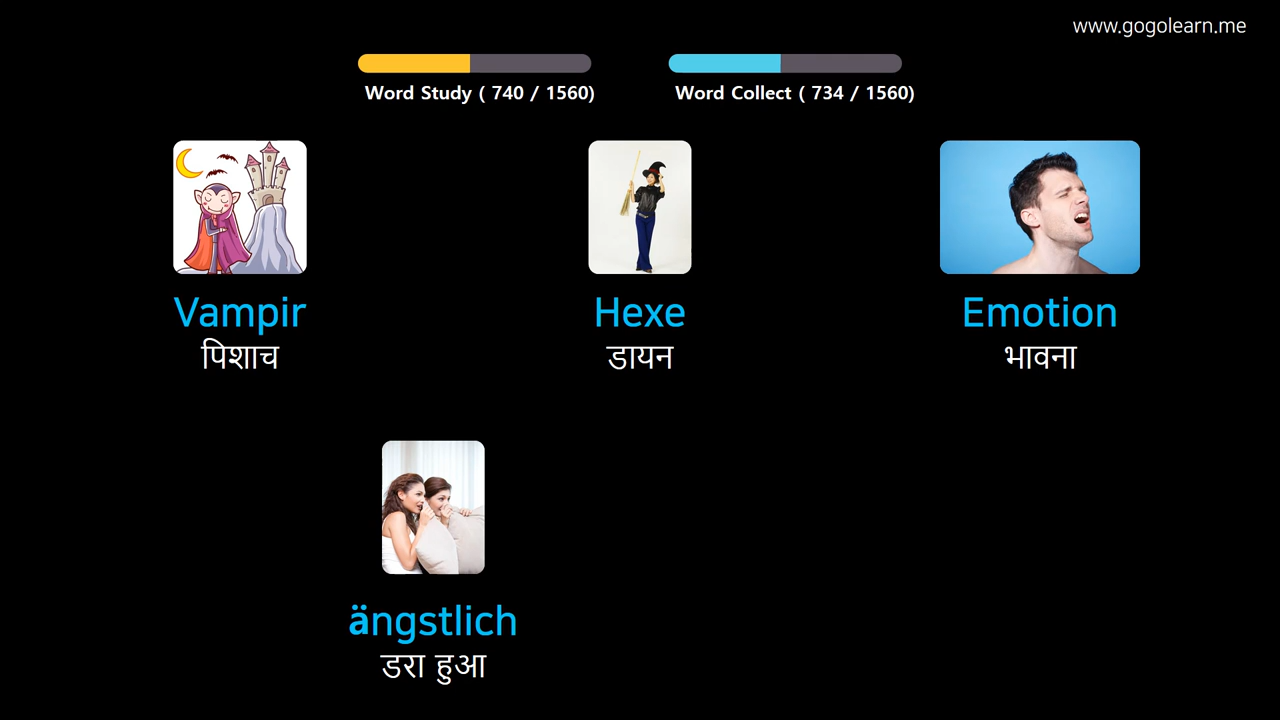 www.gogolearn.me
Word Study ( 740 / 1560)
Word Collect ( 734 / 1560)
Vampir
पिशाच
Hexe
डायन
Emotion
भावना
ängstlich
डरा हुआ